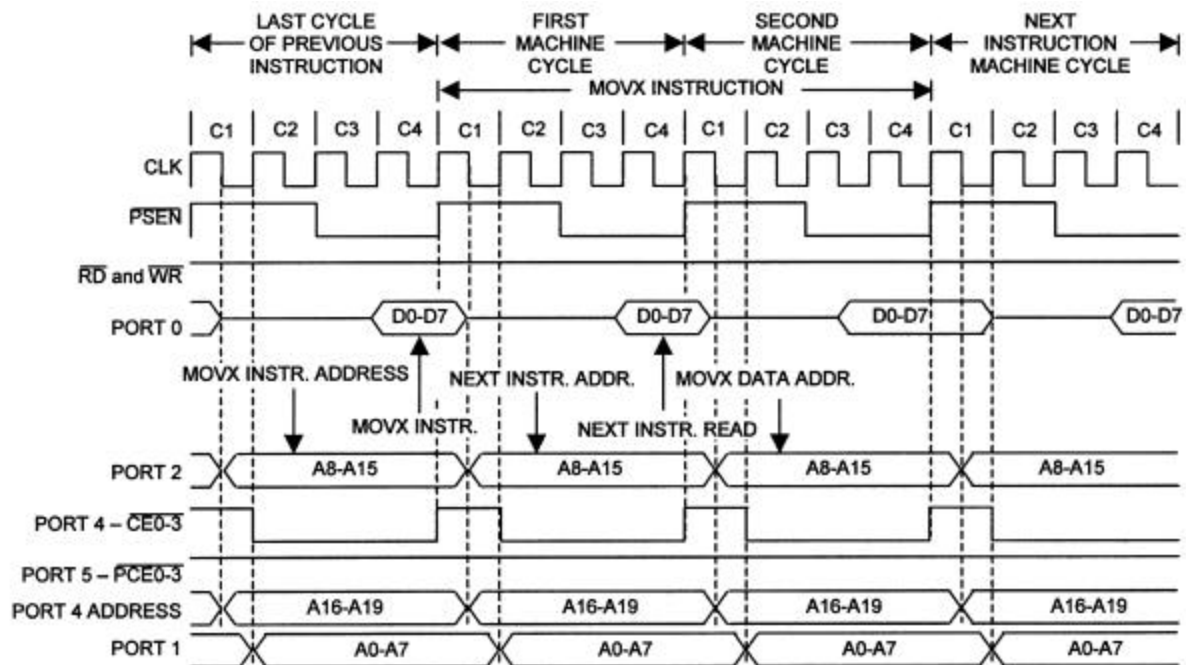 LAST CYCLE OF PREVIOUS INSTRUCTION
FIRST MACHINE CYCLE
SECOND MACHINE CYCLE
NEXT INSTRUCTION MACHINE CYCLE
MOVX INSTRUCTION
C1 C2 C3 C4 C1 C2 C3 C4 C1 C2 C3 C4 C1 C2 C3 C4
CLK
PSEN
RD and WR
PORT 0 D0-D7 D0-D7 D0-D7 D0-D7
MOVX INSTR. ADDRESS NEXT INSTR. ADDR. MOVX DATA ADDR.
MOVX INSTR. NEXT INSTR. READ
PORT 2 A8-A15 A8-A15 A8-A15 A8-A15
PORT 4 – CE0-3
PORT 5 – PCE0-3
PORT 4 ADDRESS A16-A19 A16-A19 A16-A19 A16-A19
PORT 1 A0-A7 A0-A7 A0-A7 A0-A7